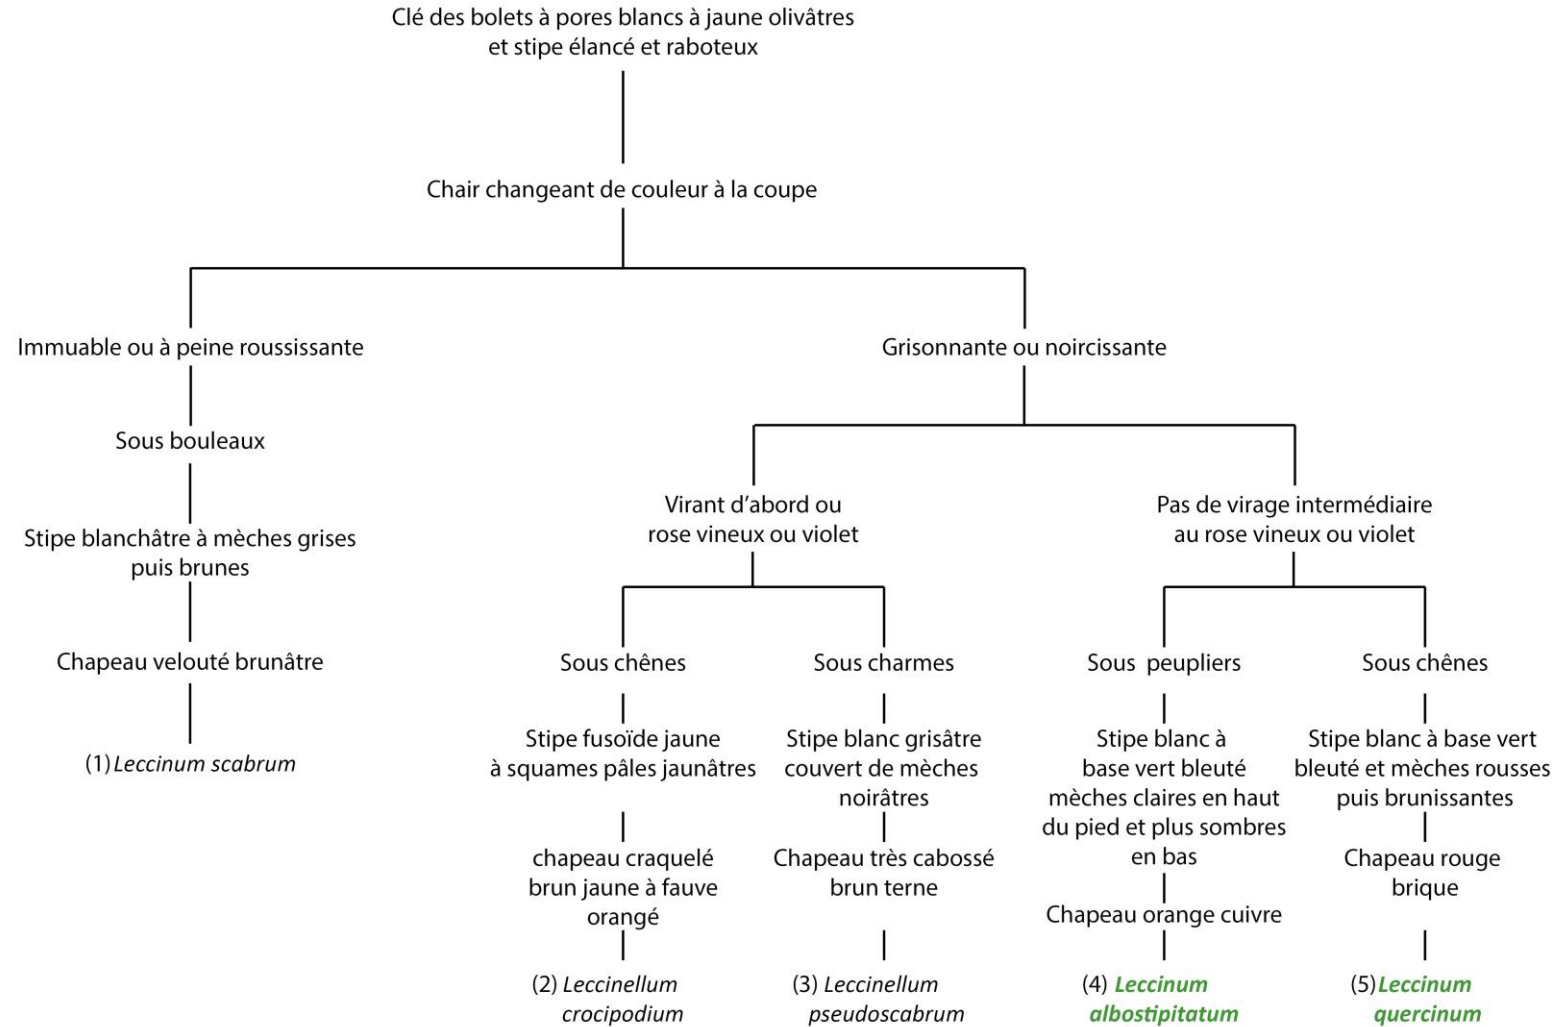 Clé des bolets à pores blancs à jaune olivâtres
et stipe élancé et raboteux
Chair changeant de couleur à la coupe
Immuable ou à peine roussissante
Sous bouleaux
Stipe blanchâtre à mèches grises
puis brunes
Chapeau velouté brunâtre
(1) Leccinum scabrum
Grisonnante ou noircissante
Virant d’abord ou
rose vineux ou violet
Sous chênes
Stipe fusoïde jaune
à squames pâles jaunâtres
chapeau craquelé
brun jaune à fauve
orangé
(2) Leccinellum
crocipodium
Sous charmes
Stipe blanc grisâtre
couvert de mèches
noirâtres
Chapeau très cabossé
brun terne
(3) Leccinellum
pseudoscabrum
Pas de virage intermédiaire
au rose vineux ou violet
Sous peupliers
Stipe blanc à
base vert bleuté
mèches claires en haut
du pied et plus sombres
en bas
Chapeau orange cuivre
(4) Leccinum
albostipitatum
Sous chênes
Stipe blanc à base vert
bleuté et mèches rousses
puis brunissantes
Chapeau rouge
brique
(5) Leccinum
quercinum